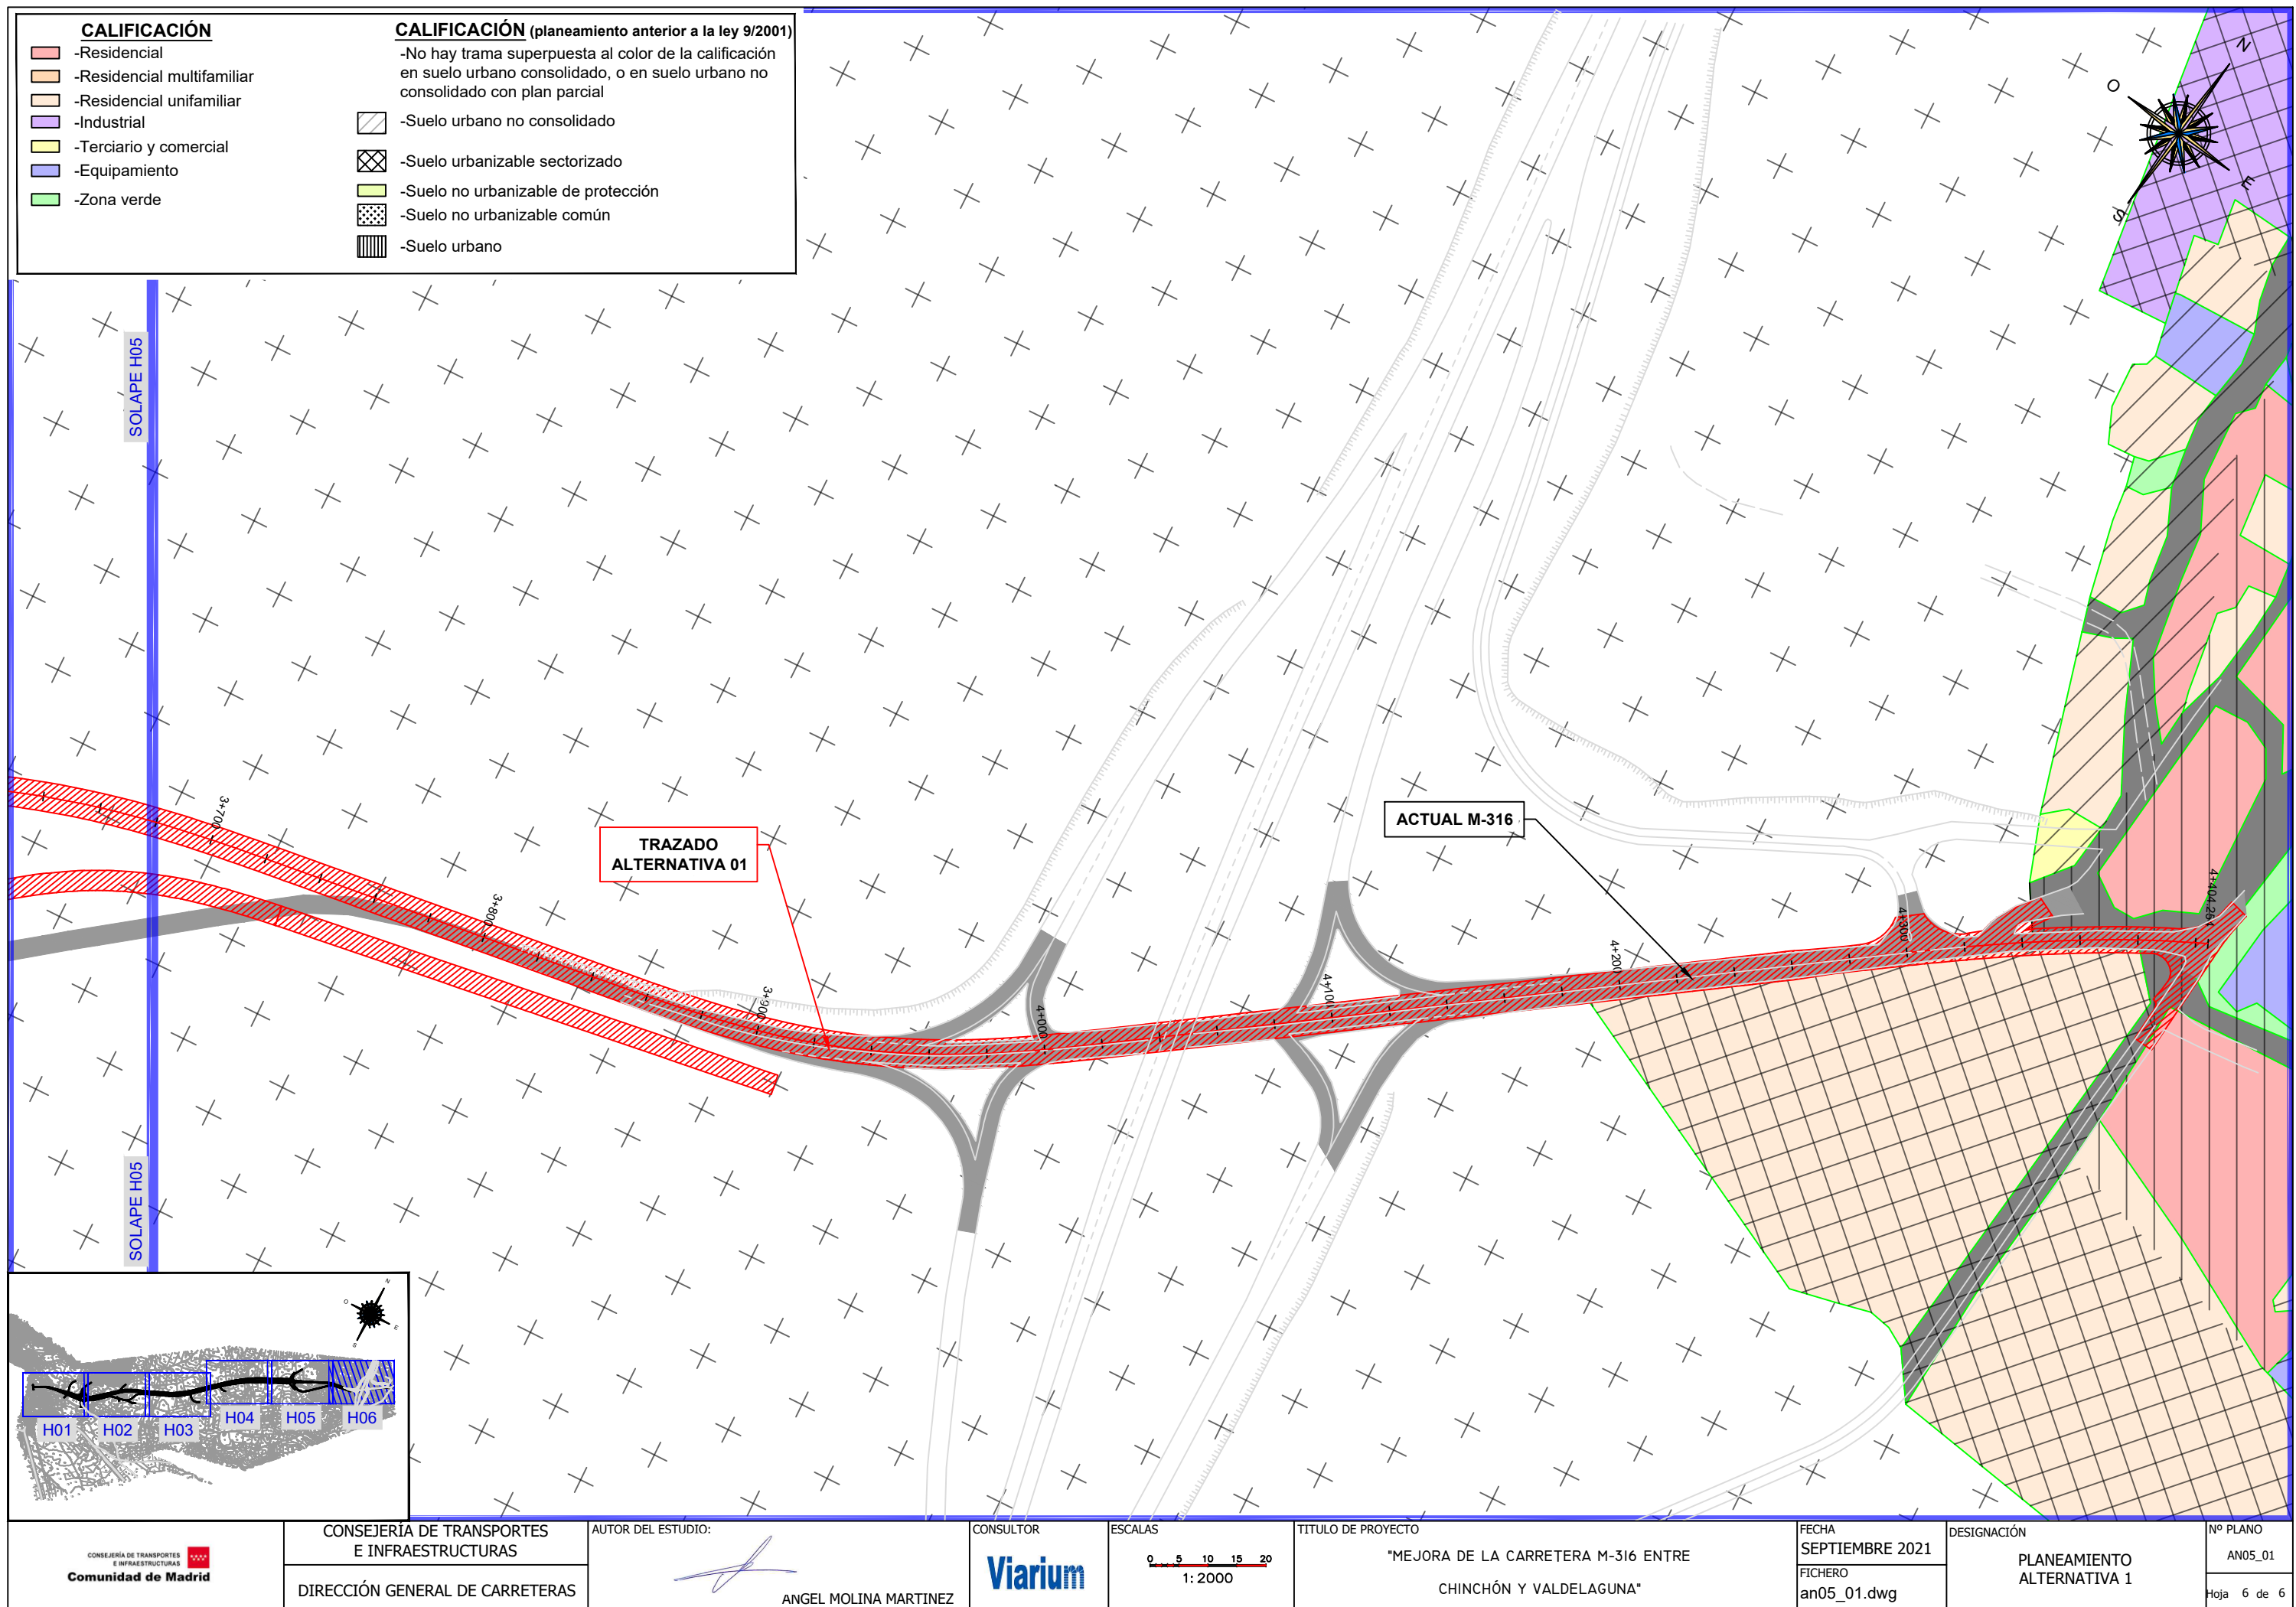 CALIFICACIÓN
-Residencial
-Residencial multifamiliar
-Residencial unifamiliar
-Industrial
-Terciario y comercial
-Equipamiento
-Zona verde
CALIFICACIÓN (planeamiento anterior a la ley 9/2001)
-No hay trama superpuesta al color de la calificación
en suelo urbano consolidado, o en suelo urbano no
consolidado con plan parcial
-Suelo urbano no consolidado
-Suelo urbanizable sectorizado
-Suelo no urbanizable de protección
-Suelo no urbanizable común
-Suelo urbano
N
O
E
S
SOLAPE H05
SOLAPE H05
3+700
3+800
3+900
4+000
4+100
4+200
4+300
4+404.251
TRAZADO
ALTERNATIVA 01
ACTUAL M-316
N
O
E
S
H01
H02
H03
H04
H05
H06
CONSEJERÍA DE TRANSPORTES
E INFRAESTRUCTURAS
Comunidad de Madrid
CONSEJERÍA DE TRANSPORTES
E INFRAESTRUCTURAS
DIRECCIÓN GENERAL DE CARRETERAS
AUTOR DEL ESTUDIO:
ANGEL MOLINA MARTINEZ
CONSULTOR
Viarium
ESCALAS
0 5 10 15 20
1: 2000
TITULO DE PROYECTO
"MEJORA DE LA CARRETERA M-316 ENTRE
CHINCHÓN Y VALDELAGUNA"
FECHA
SEPTIEMBRE 2021
FICHERO
an05_01.dwg
DESIGNACIÓN
PLANEAMIENTO
ALTERNATIVA 1
Nº PLANO
AN05_01
Hoja 6 de 6